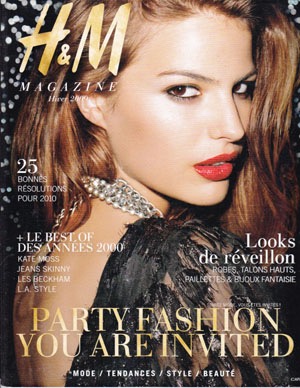 H&M
MAGAZINE
Hiver 2009
25
BONNES
RÉSOLUTIONS
POUR 2010
+ LE BEST OF
DES ANNÉES 2000
KATE MOSS
JEANS SKINNY
LES BECKHAM
L.A. STYLE
Looks
de réveillon
ROBES, TALONS HAUTS,
PAILLETTES & BIJOUX FANTAISIE
PARTY FASHION
YOU ARE INVITED
MODE / TENDANCES / STYLE / BEAUTÉ